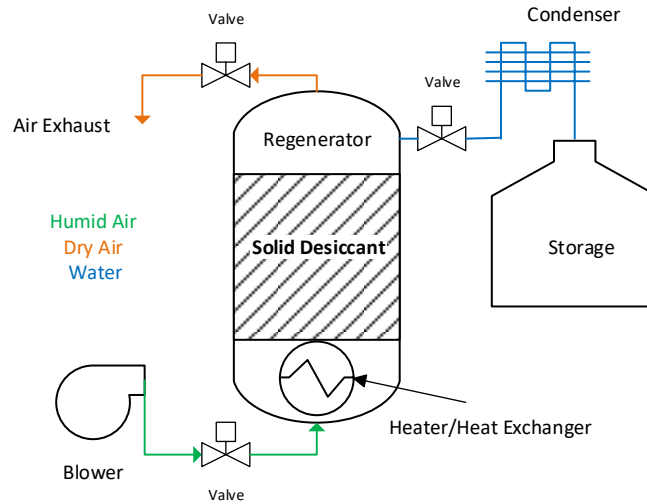 Valve
Condenser
Valve
Air Exhaust
Regenerator
Humid Air
Dry Air
Water
Solid Desiccant
Storage
Heater/Heat Exchanger
Blower
Valve